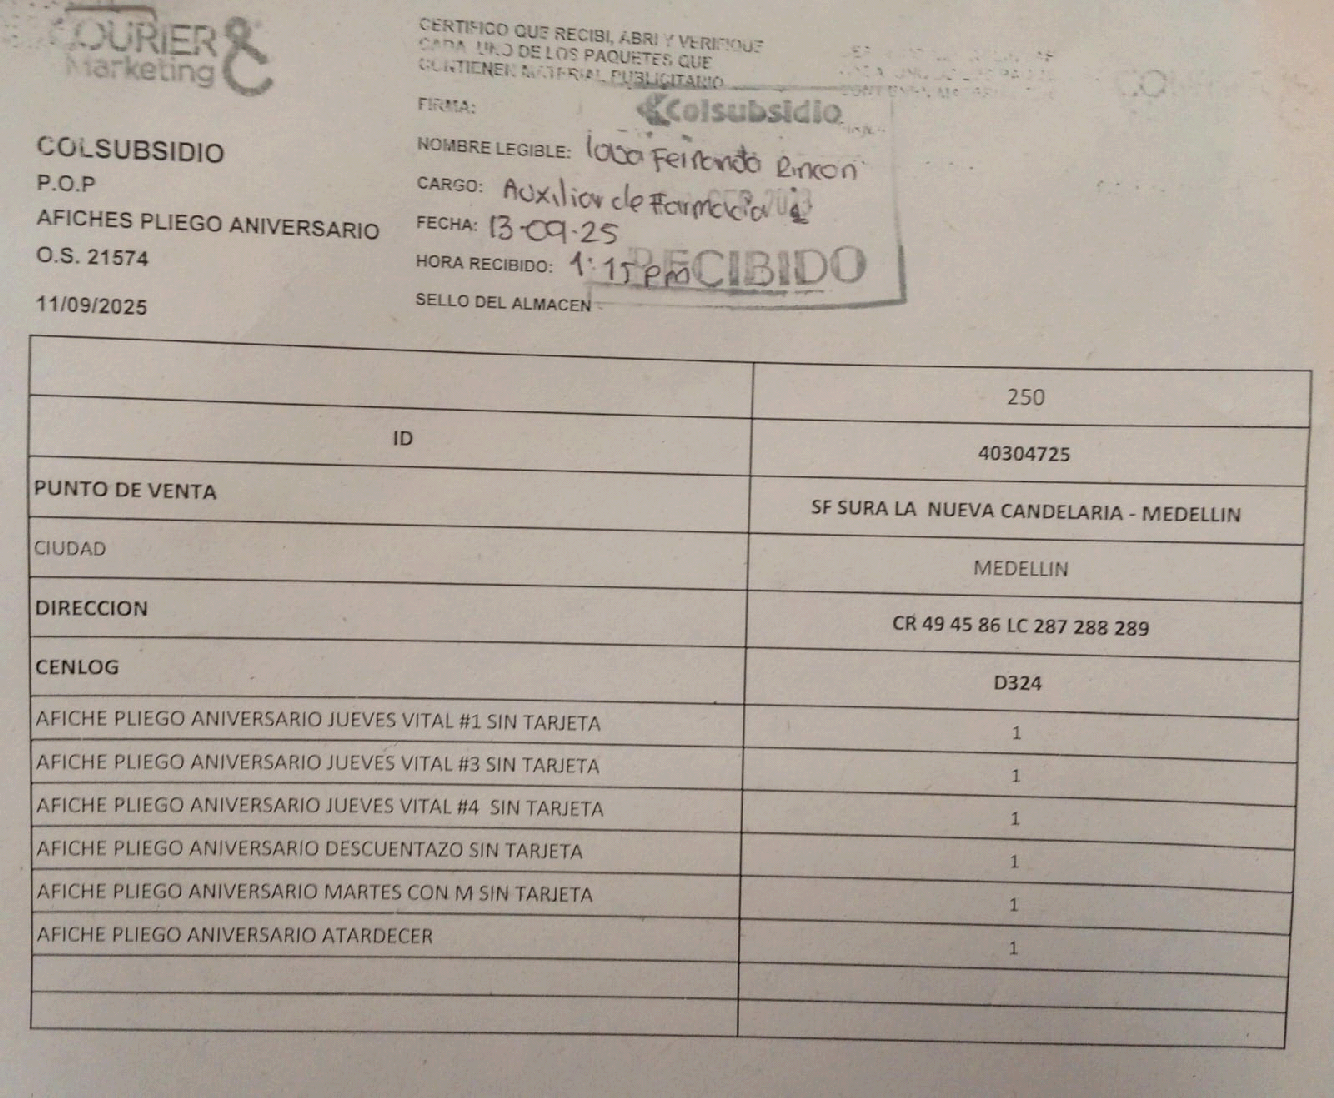 COURIER
Marketing
CERTIFICO QUE RECIBI, ABRI Y VERIFIQUE
CADA UNO DE LOS PAQUETES QUE
CONTIENEN MATERIAL PUBLICITARIO
FIRMA:
Colsubsidio
NOMBRE LEGIBLE: Fernando Rincon
CARGO: Auxiliar de Farmacia
FECHA: 13-09-25
HORA RECIBIDO: 1:15 pm
RECIBIDO
SELLO DEL ALMACEN
COLSUBSIDIO
P.O.P
AFICHES PLIEGO ANIVERSARIO
O.S. 21574
11/09/2025
250
ID 40304725
PUNTO DE VENTA SF SURA LA NUEVA CANDELARIA - MEDELLIN
CIUDAD MEDELLIN
DIRECCION CR 49 45 86 LC 287 288 289
CENLOG D324
AFICHE PLIEGO ANIVERSARIO JUEVES VITAL #1 SIN TARJETA 1
AFICHE PLIEGO ANIVERSARIO JUEVES VITAL #3 SIN TARJETA 1
AFICHE PLIEGO ANIVERSARIO JUEVES VITAL #4 SIN TARJETA 1
AFICHE PLIEGO ANIVERSARIO DESCUENTAZO SIN TARJETA 1
AFICHE PLIEGO ANIVERSARIO MARTES CON M SIN TARJETA 1
AFICHE PLIEGO ANIVERSARIO ATARDECER 1